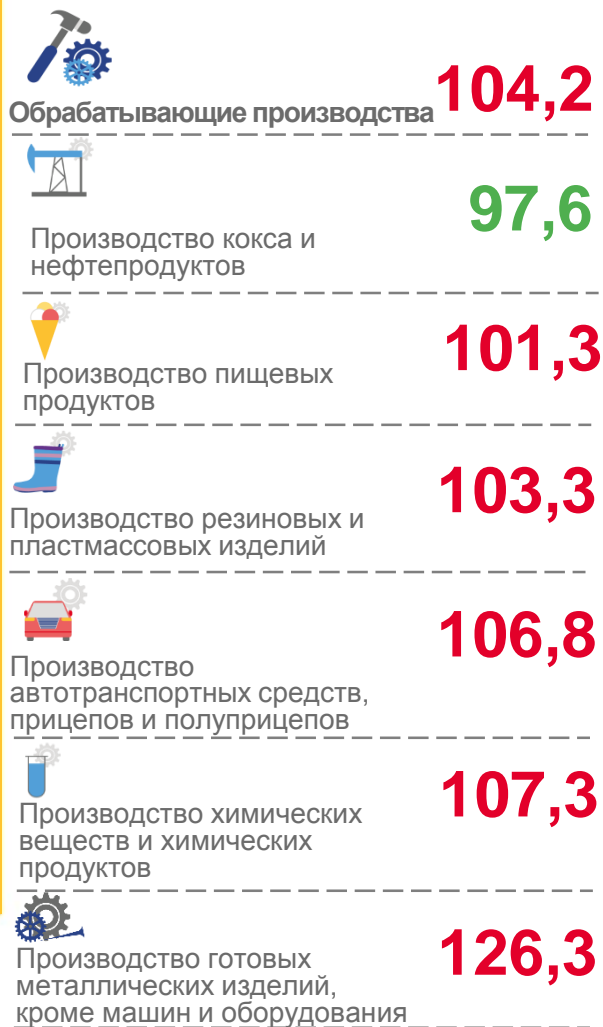 Обрабатывающие производства 104,2
97,6
Производство кокса и
нефтепродуктов
101,3
Производство пищевых
продуктов
103,3
Производство резиновых и
пластмассовых изделий
106,8
Производство
автотранспортных средств,
прицепов и полуприцепов
107,3
Производство химических
веществ и химических
продуктов
126,3
Производство готовых
металлических изделий,
кроме машин и оборудования